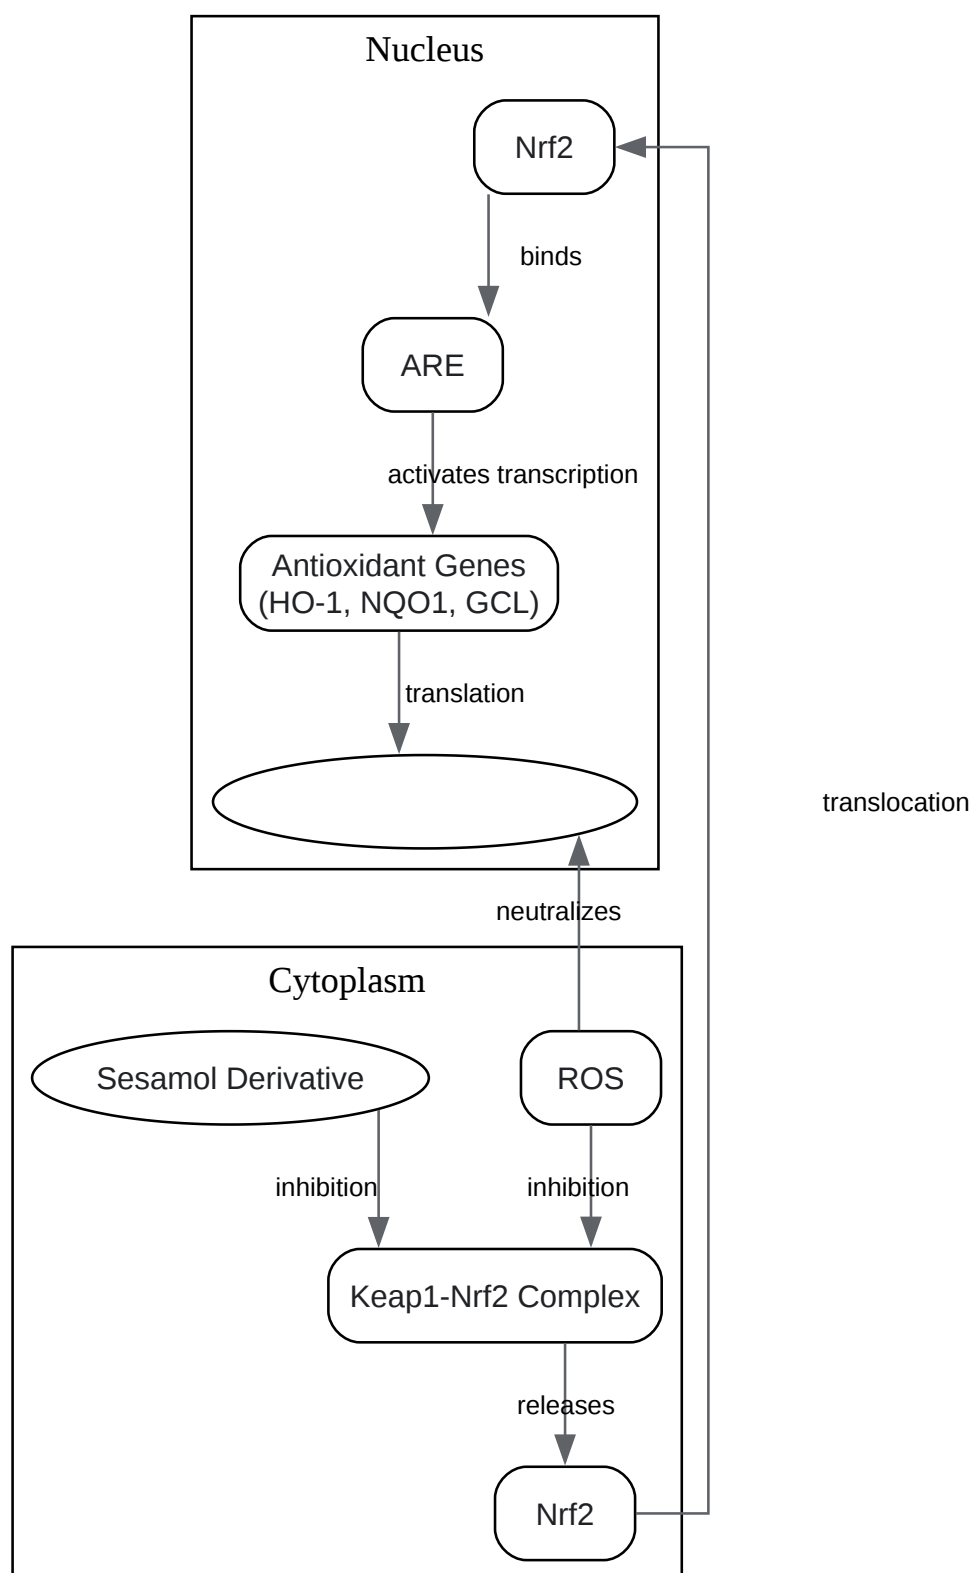 Nucleus
Nrf2
binds
ARE
activates transcription
Antioxidant Genes
(HO-1, NQO1, GCL)
translation
translocation
neutralizes
Cytoplasm
Sesamol Derivative
ROS
inhibition
inhibition
Keap1-Nrf2 Complex
releases
Nrf2